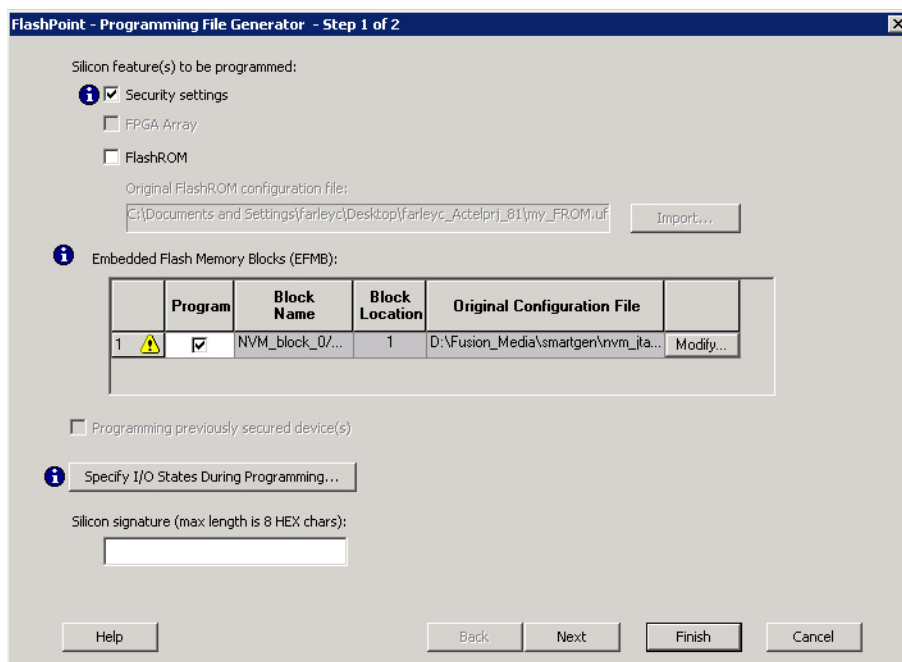 FlashPoint - Programming File Generator - Step 1 of 2
Silicon feature(s) to be programmed:
Security settings
FPGA Array
FlashROM
Original FlashROM configuration file:
C:\Documents and Settings\farleyc\Desktop\farleyc_Actelprj_81\my_FROM.uf
Import...
Embedded Flash Memory Blocks (EFMB):
Program Block Name Block Location Original Configuration File
1 NVM_block_0/... 1 D:\Fusion_Media\smartgen\nvm_jta... Modify...
Programming previously secured device(s)
Specify I/O States During Programming...
Silicon signature (max length is 8 HEX chars):
Help Back Next Finish Cancel